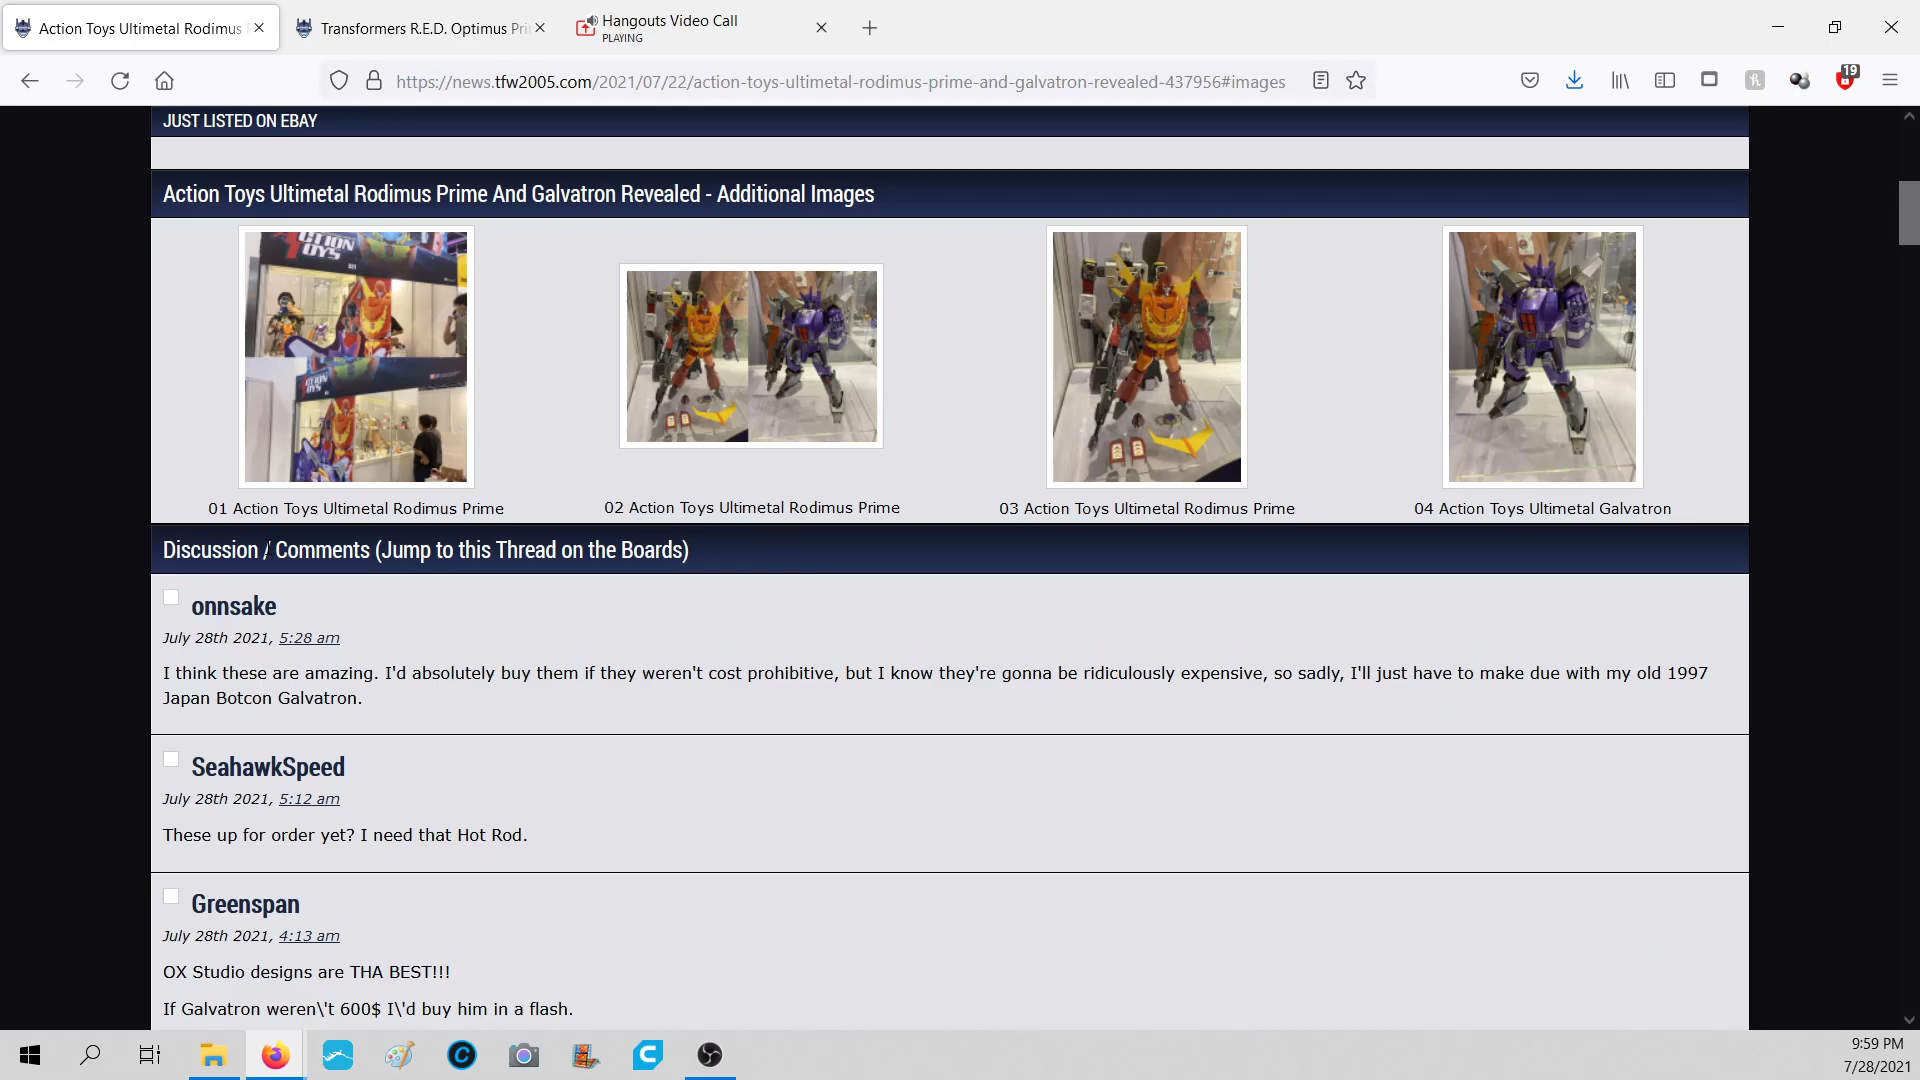 Action Toys Ultimetal Rodimus
Transformers R.E.D. Optimus Pri
Hangouts Video Call
PLAYING
https://news.tfw2005.com/2021/07/22/action-toys-ultimetal-rodimus-prime-and-galvatron-revealed-437956#images
19
JUST LISTED ON EBAY
Action Toys Ultimetal Rodimus Prime And Galvatron Revealed - Additional Images
ACTION
TOYS
ACTION
TOYS
01 Action Toys Ultimetal Rodimus Prime
02 Action Toys Ultimetal Rodimus Prime
03 Action Toys Ultimetal Rodimus Prime
04 Action Toys Ultimetal Galvatron
Discussion / Comments (Jump to this Thread on the Boards)
onnsake
July 28th 2021, 5:28 am
I think these are amazing. I'd absolutely buy them if they weren't cost prohibitive, but I know they're gonna be ridiculously expensive, so sadly, I'll just have to make due with my old 1997
Japan Botcon Galvatron.
SeahawkSpeed
July 28th 2021, 5:12 am
These up for order yet? I need that Hot Rod.
Greenspan
July 28th 2021, 4:13 am
OX Studio designs are THA BEST!!!
If Galvatron weren\'t 600$ I\'d buy him in a flash.
9:59 PM
7/28/2021